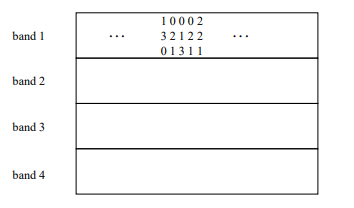 1 0 0 0 2
band 1 ... 3 2 1 2 2 ...
0 1 3 1 1
band 2
band 3
band 4